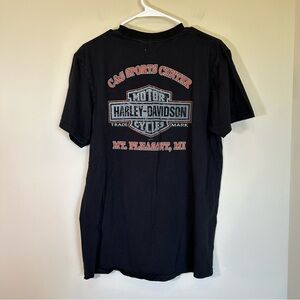 C&S SPORTS CENTER
MOTOR
HARLEY-DAVIDSON
TRADE MARK
CYCLES
MT. PLEASANT, MI